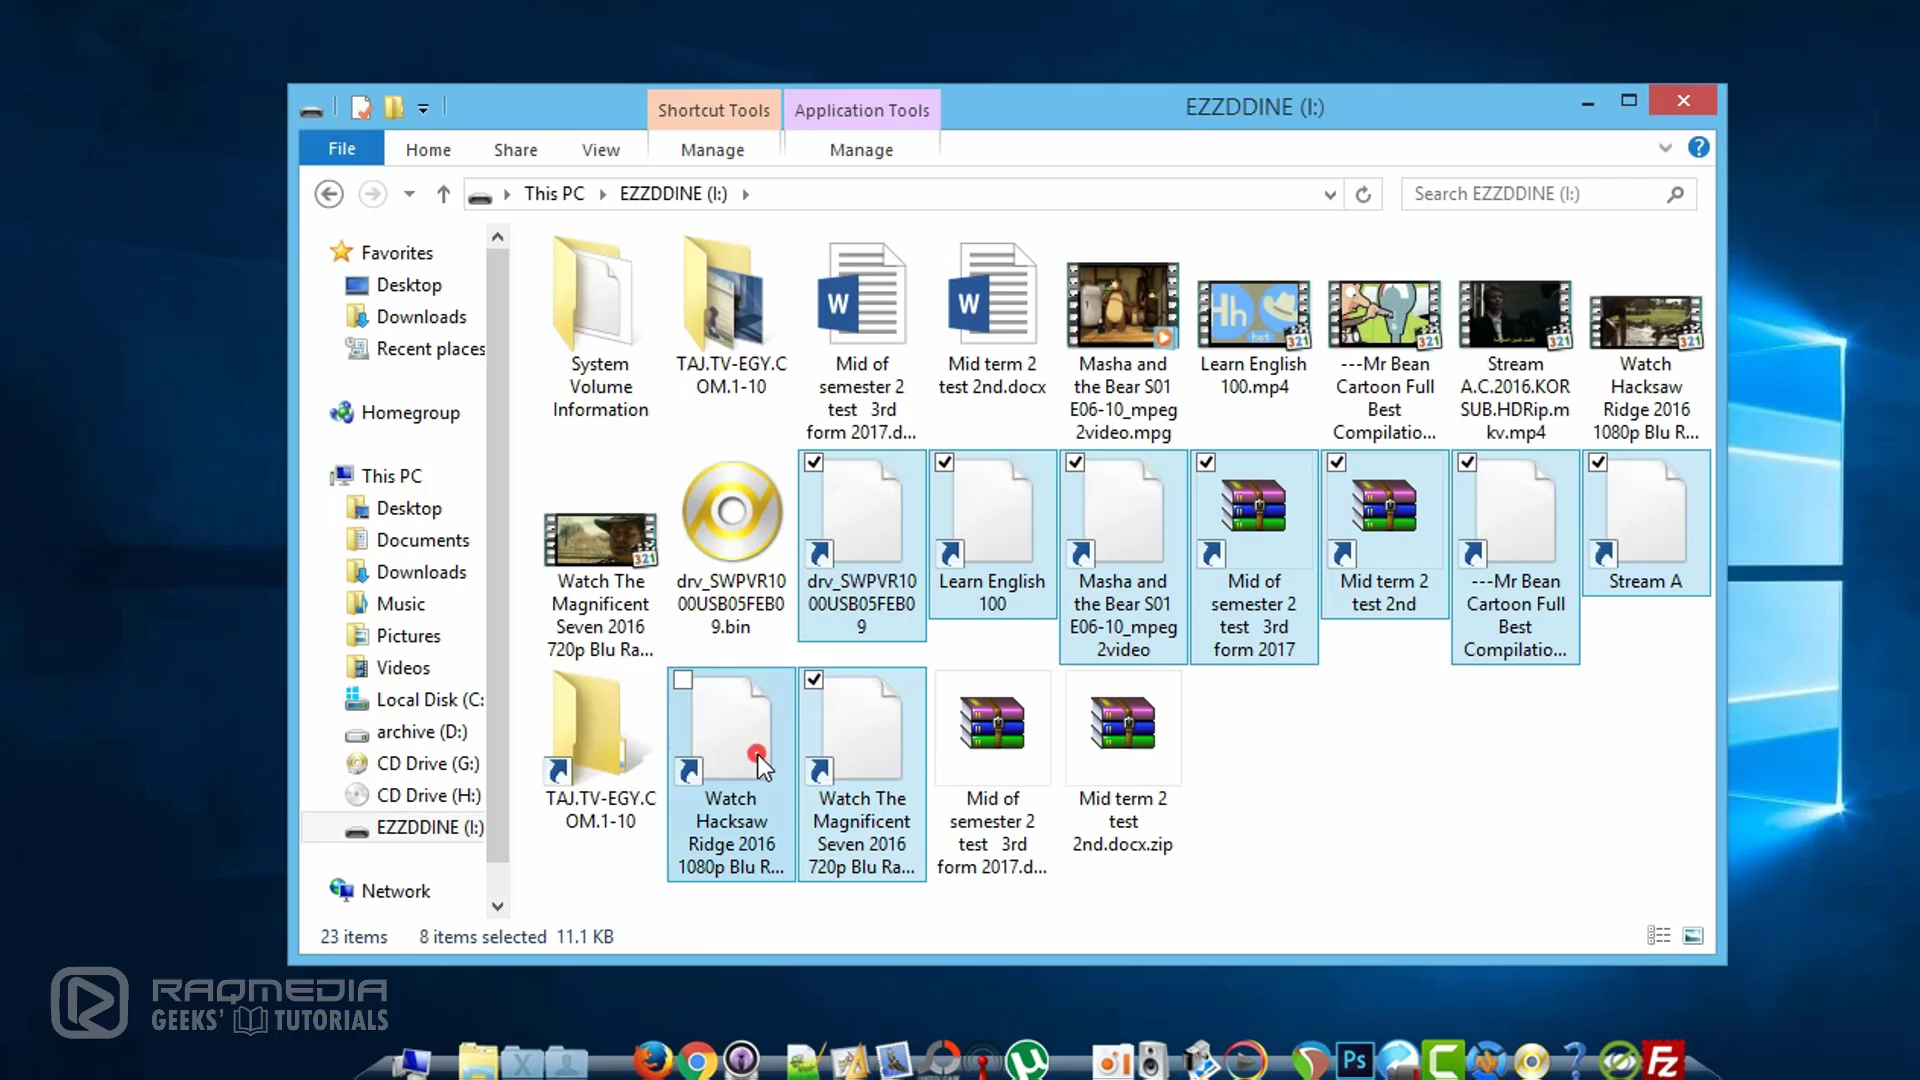 Shortcut Tools
Application Tools
EZZDDINE (I:)
File
Home
Share
View
Manage
Manage
This PC
EZZDDINE (I:)
Search EZZDDINE (I:)
Favorites
Desktop
Downloads
Recent places
Homegroup
This PC
Desktop
Documents
Downloads
Music
Pictures
Videos
Local Disk (C:
archive (D:)
CD Drive (G:)
CD Drive (H:)
EZZDDINE (I:)
Network
System
Volume
Information
TAJ.TV-EGY.C
OM.1-10
Mid of
semester 2
test 3rd
form 2017.d...
Mid term 2
test 2nd.docx
Masha and
the Bear S01
E06-10_mpeg
2video.mpg
Learn English
100.mp4
---Mr Bean
Cartoon Full
Best
Compilatio...
Stream
A.C.2016.KOR
SUB.HDRip.m
kv.mp4
Watch
Hacksaw
Ridge 2016
1080p Blu R...
Watch The
Magnificent
Seven 2016
720p Blu Ra...
drv_SWPVR10
00USB05FEB0
9.bin
drv_SWPVR10
00USB05FEB0
9
Learn English
100
Masha and
the Bear S01
E06-10_mpeg
2video
Mid of
semester 2
test 3rd
form 2017
Mid term 2
test 2nd
---Mr Bean
Cartoon Full
Best
Compilatio...
Stream A
TAJ.TV-EGY.C
OM.1-10
Watch
Hacksaw
Ridge 2016
1080p Blu R...
Watch The
Magnificent
Seven 2016
720p Blu Ra...
Mid of
semester 2
test 3rd
form 2017.d...
Mid term 2
test
2nd.docx.zip
23 items
8 items selected 11.1 KB
RAQMEDIA
GEEKS' TUTORIALS